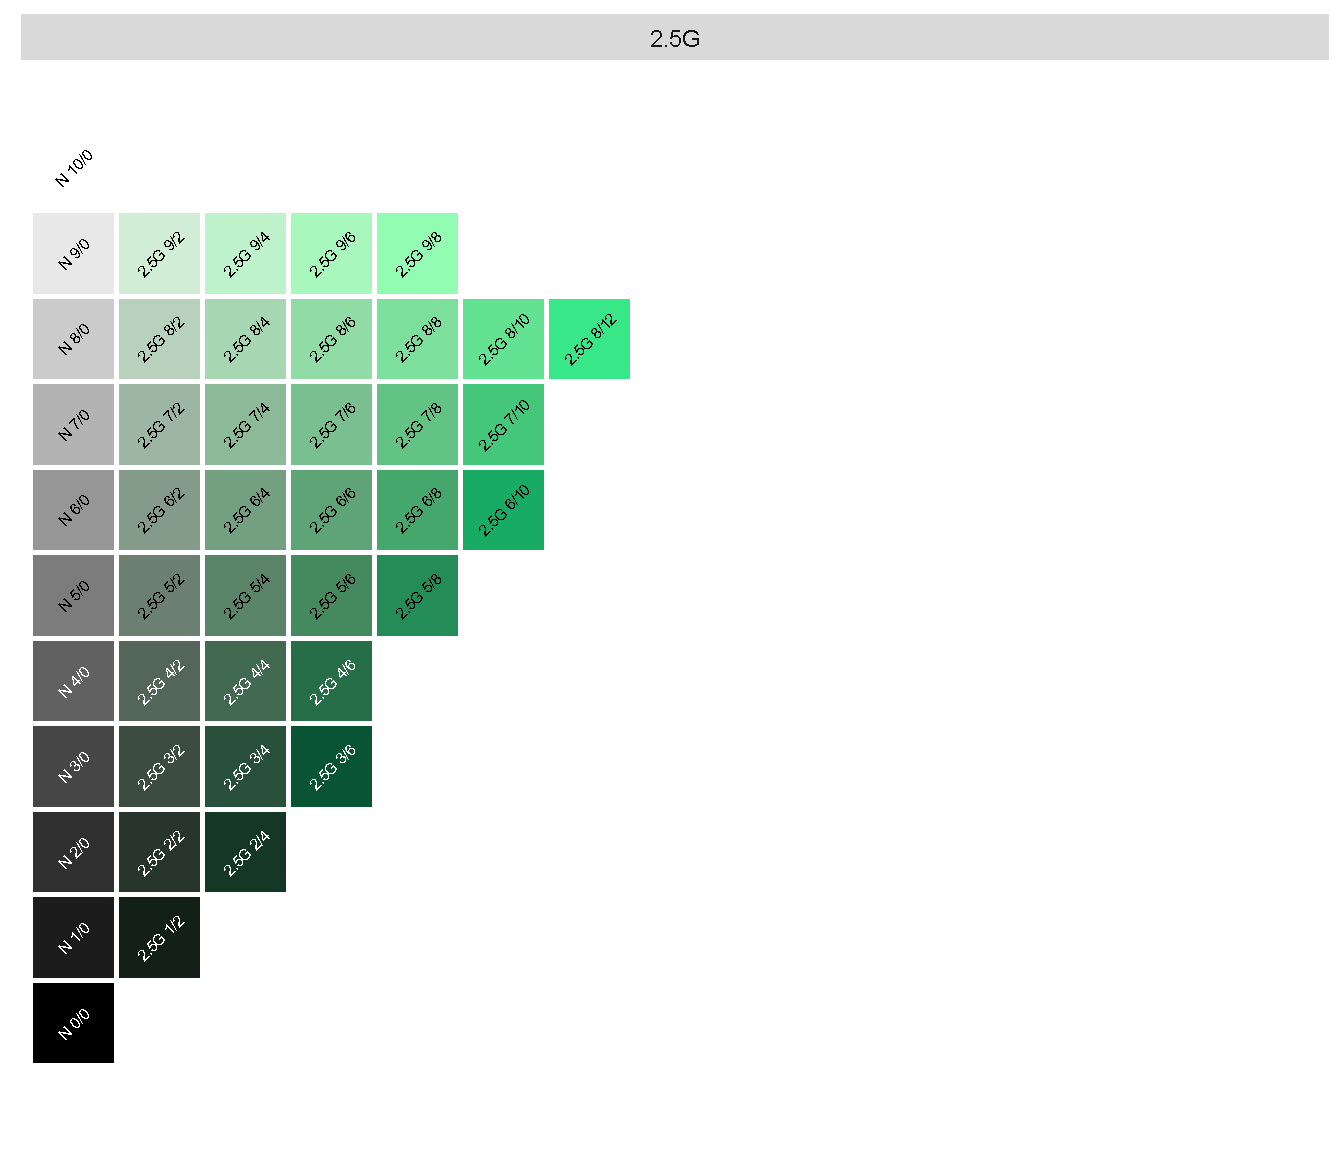 2.5G
N 10/0
N 9/0 2.5G 9/2 2.5G 9/4 2.5G 9/6 2.5G 9/8
N 8/0 2.5G 8/2 2.5G 8/4 2.5G 8/6 2.5G 8/8 2.5G 8/10 2.5G 8/12
N 7/0 2.5G 7/2 2.5G 7/4 2.5G 7/6 2.5G 7/8 2.5G 7/10
N 6/0 2.5G 6/2 2.5G 6/4 2.5G 6/6 2.5G 6/8 2.5G 6/10
N 5/0 2.5G 5/2 2.5G 5/4 2.5G 5/6 2.5G 5/8
N 4/0 2.5G 4/2 2.5G 4/4 2.5G 4/6
N 3/0 2.5G 3/2 2.5G 3/4 2.5G 3/6
N 2/0 2.5G 2/2 2.5G 2/4
N 1/0 2.5G 1/2
N 0/0